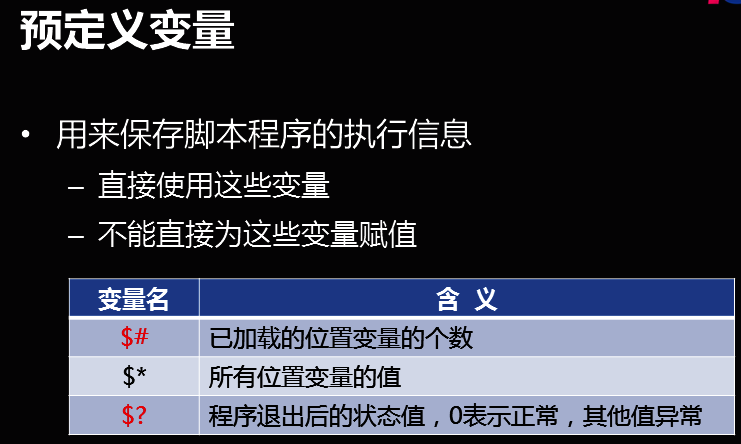 预定义变量
• 用来保存脚本程序的执行信息
– 直接使用这些变量
– 不能直接为这些变量赋值
变量名 含 义
$# 已加载的位置变量的个数
$* 所有位置变量的值
$? 程序退出后的状态值，0表示正常，其他值异常